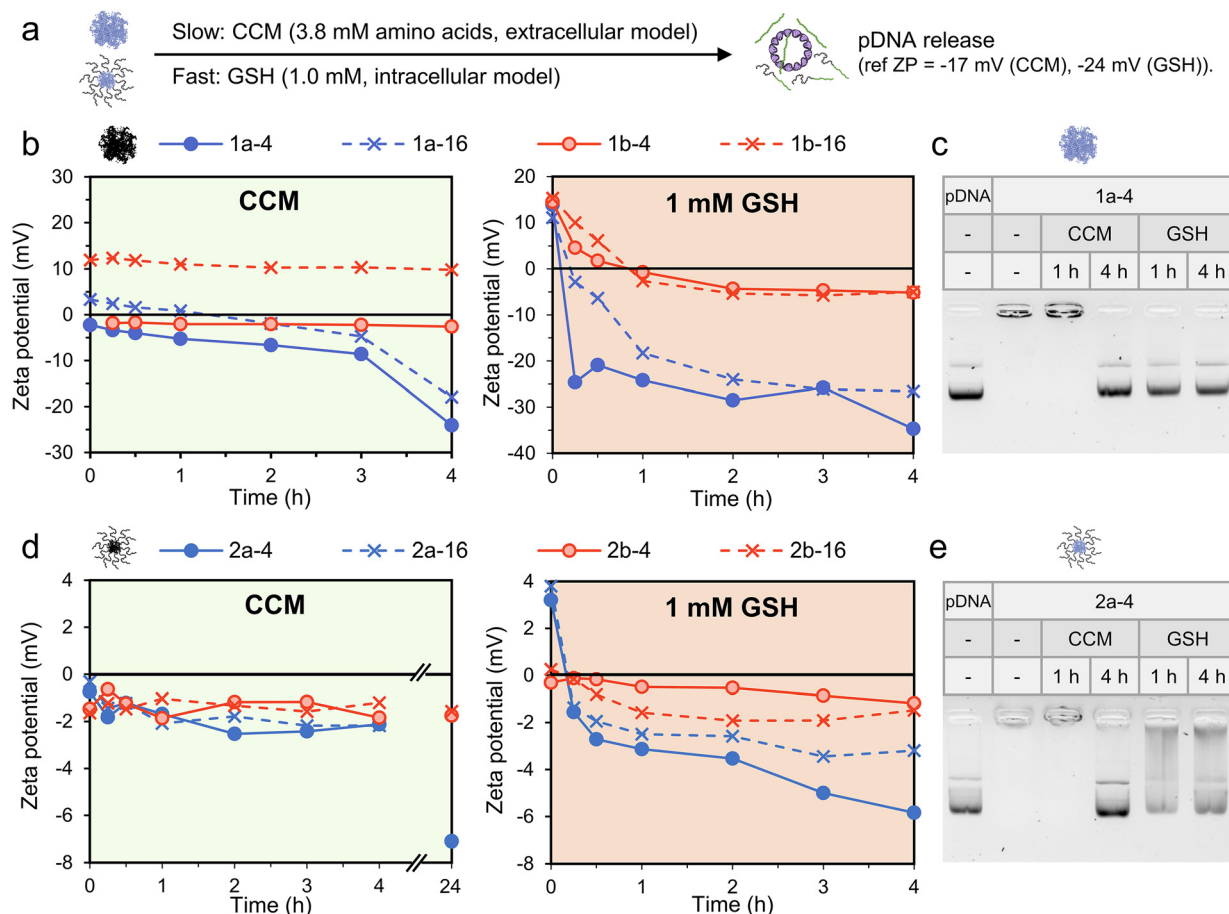 a
Slow: CCM (3.8 mM amino acids, extracellular model)
Fast: GSH (1.0 mM, intracellular model)
pDNA release
(ref ZP = -17 mV (CCM), -24 mV (GSH)).
b
1a-4
1a-16
1b-4
1b-16
CCM
Zeta potential (mV)
30
20
10
0
-10
-20
-30
0
1
2
3
4
Time (h)
1 mM GSH
Zeta potential (mV)
20
10
0
-10
-20
-30
-40
0
1
2
3
4
Time (h)
c
pDNA
1a-4
-
-
CCM
GSH
-
-
1 h
4 h
1 h
4 h
d
2a-4
2a-16
2b-4
2b-16
CCM
Zeta potential (mV)
4
2
0
-2
-4
-6
-8
0
1
2
3
4
24
Time (h)
1 mM GSH
Zeta potential (mV)
4
2
0
-2
-4
-6
-8
0
1
2
3
4
Time (h)
e
pDNA
2a-4
-
-
CCM
GSH
-
-
1 h
4 h
1 h
4 h